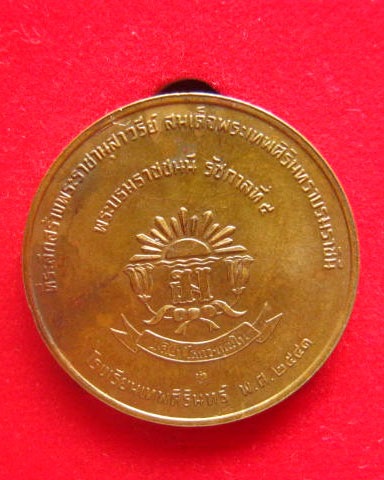 ที่ระลึกสร้างพระราชานุสาวรีย์ สมเด็จพระเทพศิรินทราบรมราชินี
พระบรมราชชนนี รัชกาลที่ ๕
โรงเรียนเทพศิรินทร์ พ.ศ. ๒๕๔๑